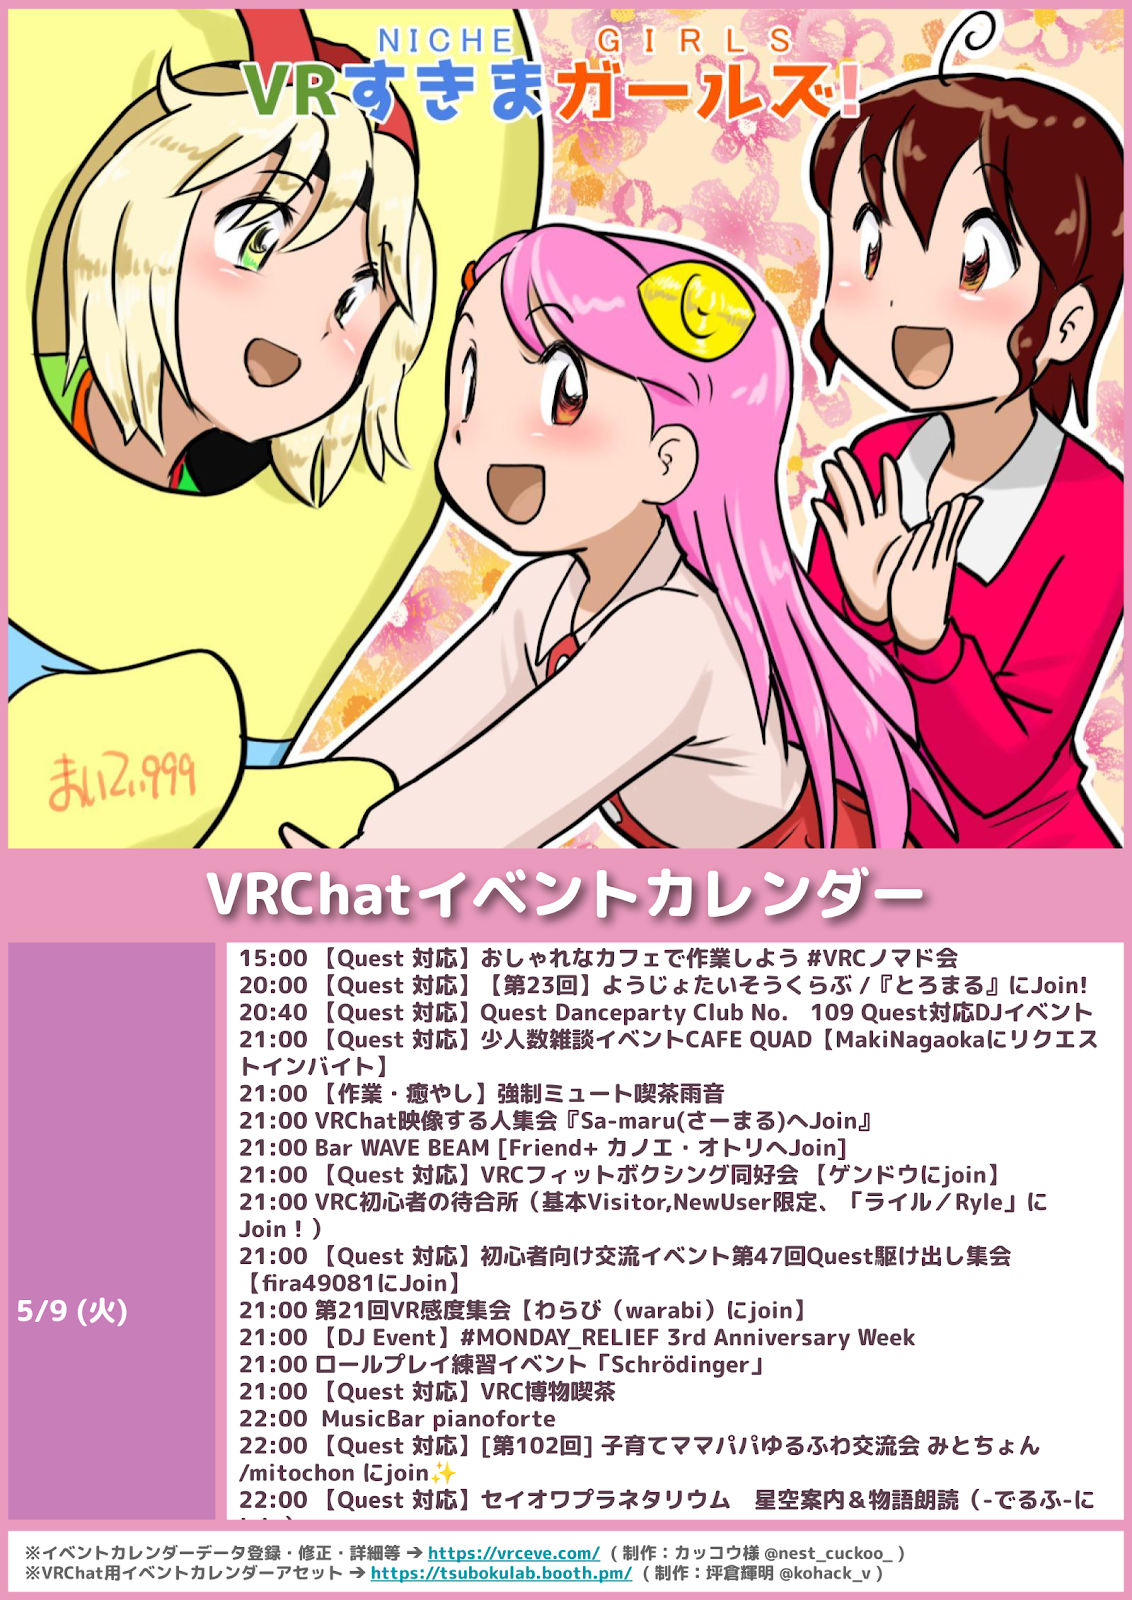 NICHE GIRLS
VRすきまガールズ!
まいてぃ999
VRChatイベントカレンダー
5/9 (火)
15:00 【Quest 対応】おしゃれなカフェで作業しよう #VRCノマド会
20:00 【Quest 対応】【第23回】ようじょたいそうくらぶ /『とろまる』にJoin!
20:40 【Quest 対応】Quest Danceparty Club No. 109 Quest対応DJイベント
21:00 【Quest 対応】少人数雑談イベントCAFE QUAD【MakiNagaokaにリクエス
トインバイト】
21:00 【作業・癒やし】強制ミュート喫茶雨音
21:00 VRChat映像する人集会『Sa-maru(さーまる)へJoin』
21:00 Bar WAVE BEAM [Friend+ カノエ・オトリへJoin]
21:00 【Quest 対応】VRCフィットボクシング同好会 【ゲンドウにjoin】
21:00 VRC初心者の待合所（基本Visitor,NewUser限定、「ライル／Ryle」に
Join！）
21:00 【Quest 対応】初心者向け交流イベント第47回Quest駆け出し集会
【fira49081にJoin】
21:00 第21回VR感度集会【わらび（warabi）にjoin】
21:00 【DJ Event】#MONDAY_RELIEF 3rd Anniversary Week
21:00 ロールプレイ練習イベント「Schrödinger」
21:00 【Quest 対応】VRC博物喫茶
22:00 MusicBar pianoforte
22:00 【Quest 対応】[第102回] 子育てママパパゆるふわ交流会 みとちょん
/mitochon にjoin✨
22:00 【Quest 対応】セイオワプラネタリウム　星空案内＆物語朗読（-でるふ-に
※イベントカレンダーデータ登録・修正・詳細等 ➔ https://vrceve.com/ ( 制作：カッコウ様 @nest_cuckoo_ )
※VRChat用イベントカレンダーアセット ➔ https://tsubokulab.booth.pm/ ( 制作：坪倉輝明 @kohack_v )